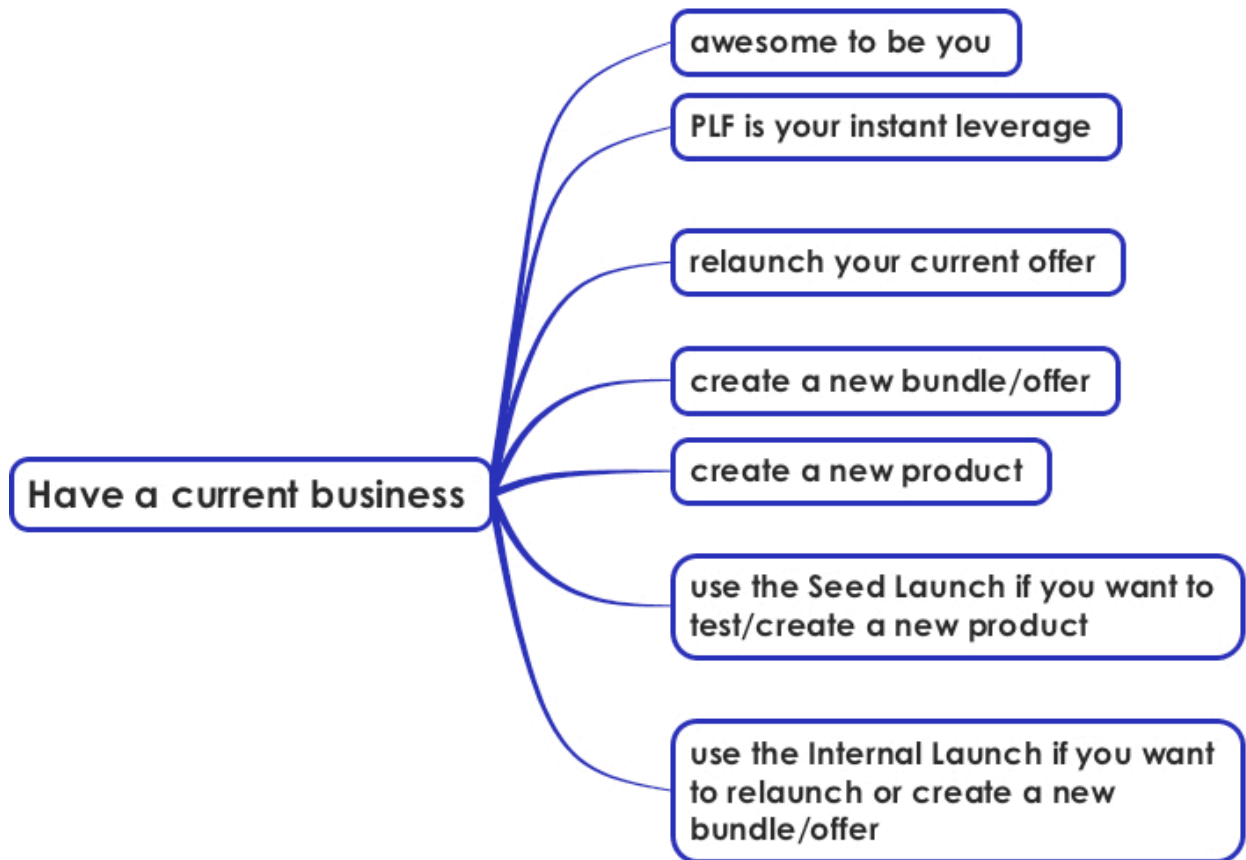 awesome to be you
PLF is your instant leverage
relaunch your current offer
create a new bundle/offer
Have a current business
create a new product
use the Seed Launch if you want to
test/create a new product
use the Internal Launch if you want
to relaunch or create a new
bundle/offer